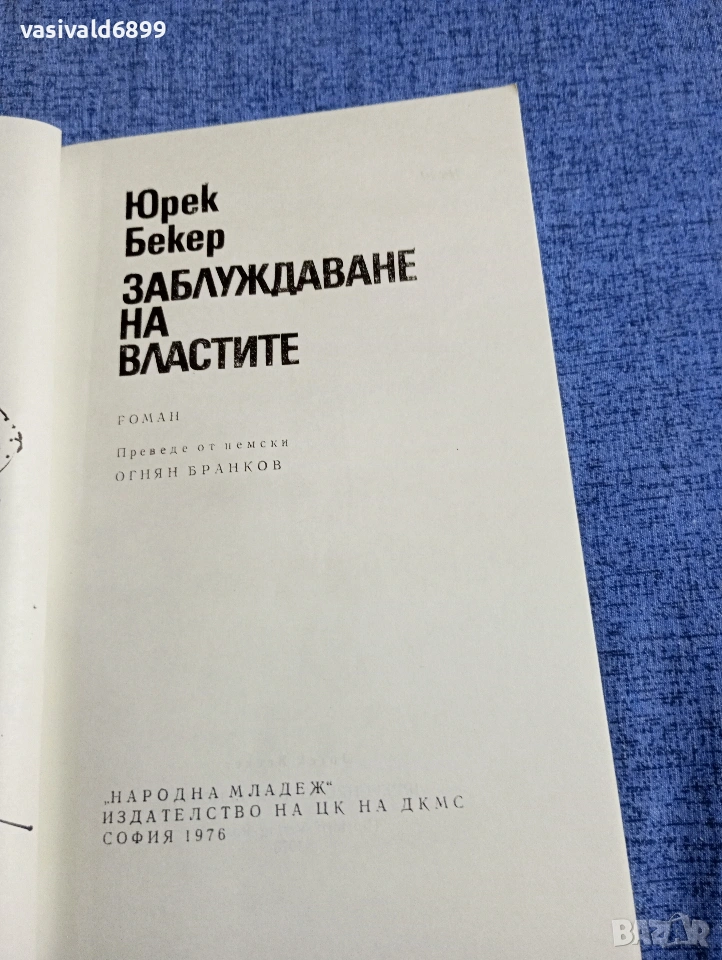 vasivald6899
Юрек
Бекер
ЗАБЛУЖДАВАНЕ
НА
ВЛАСТИТЕ
РОМАН
Преведе от немски
ОГНЯН БРАНКОВ
„НАРОДНА МЛАДЕЖ“
ИЗДАТЕЛСТВО НА ЦК НА ДКМС
СОФИЯ 1976
BAZAR